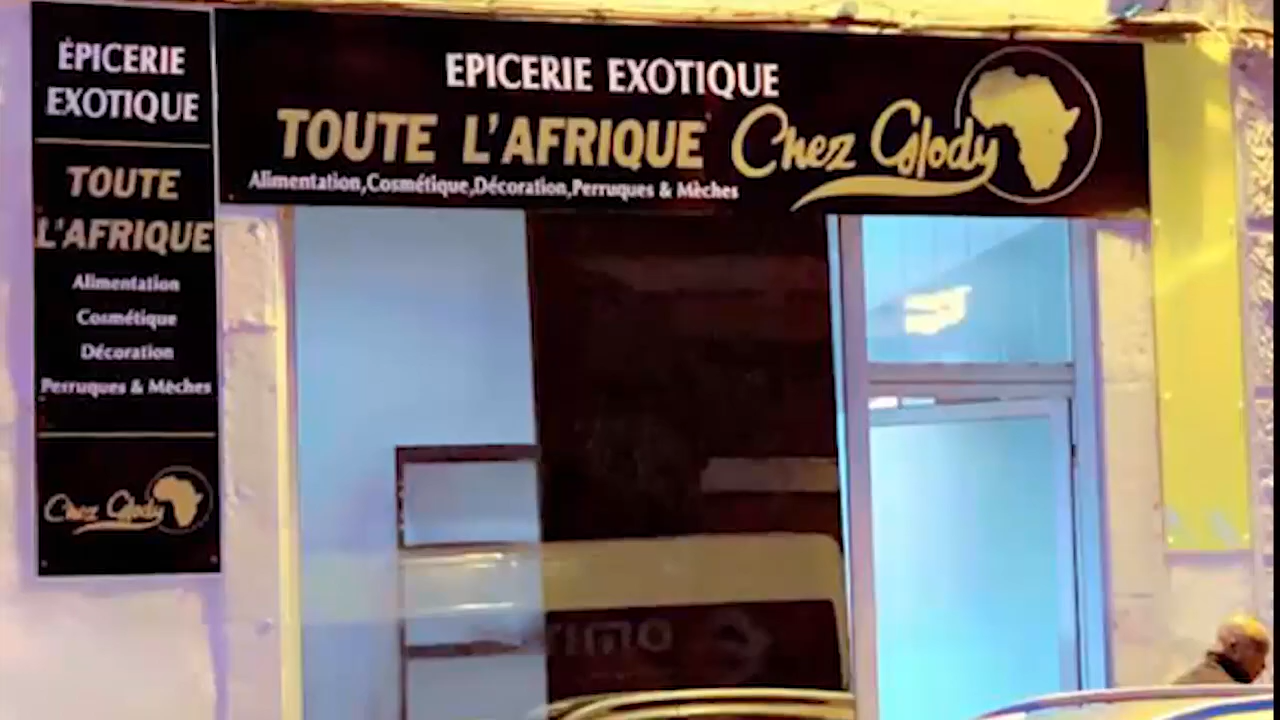 ÉPICERIE
EXOTIQUE
TOUTE
L'AFRIQUE
Alimentation
Cosmétique
Décoration
Perruques & Mèches
Chez Glody
EPICERIE EXOTIQUE
TOUTE L'AFRIQUE Chez Glody
Alimentation,Cosmétique,Décoration,Perruques & Mèches